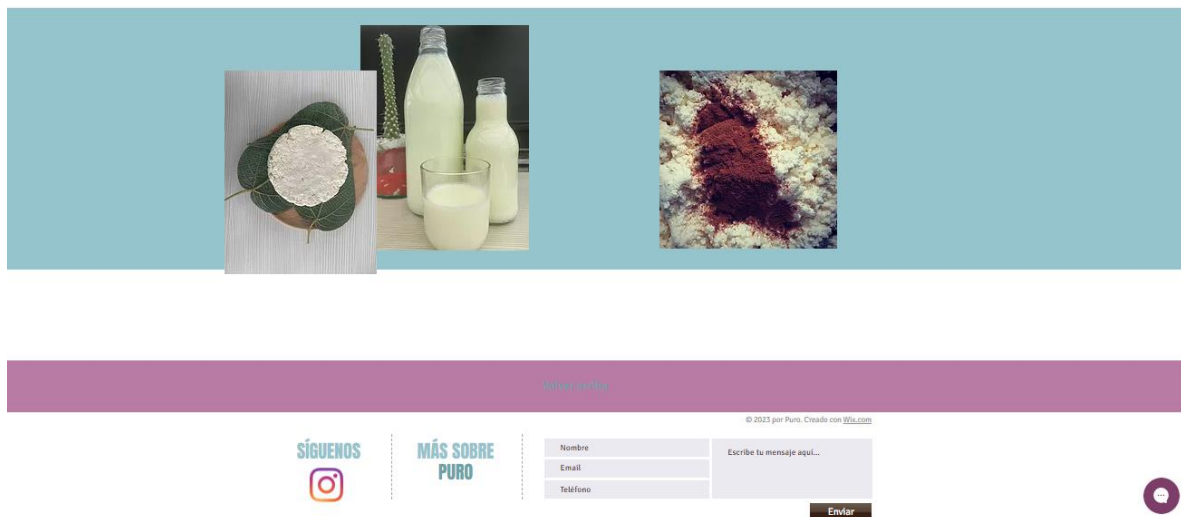 © 2023 por Puro. Creado con Wix.com
SÍGUENOS
MÁS SOBRE
PURO
Nombre
Email
Teléfono
Escribe tu mensaje aquí...
Enviar